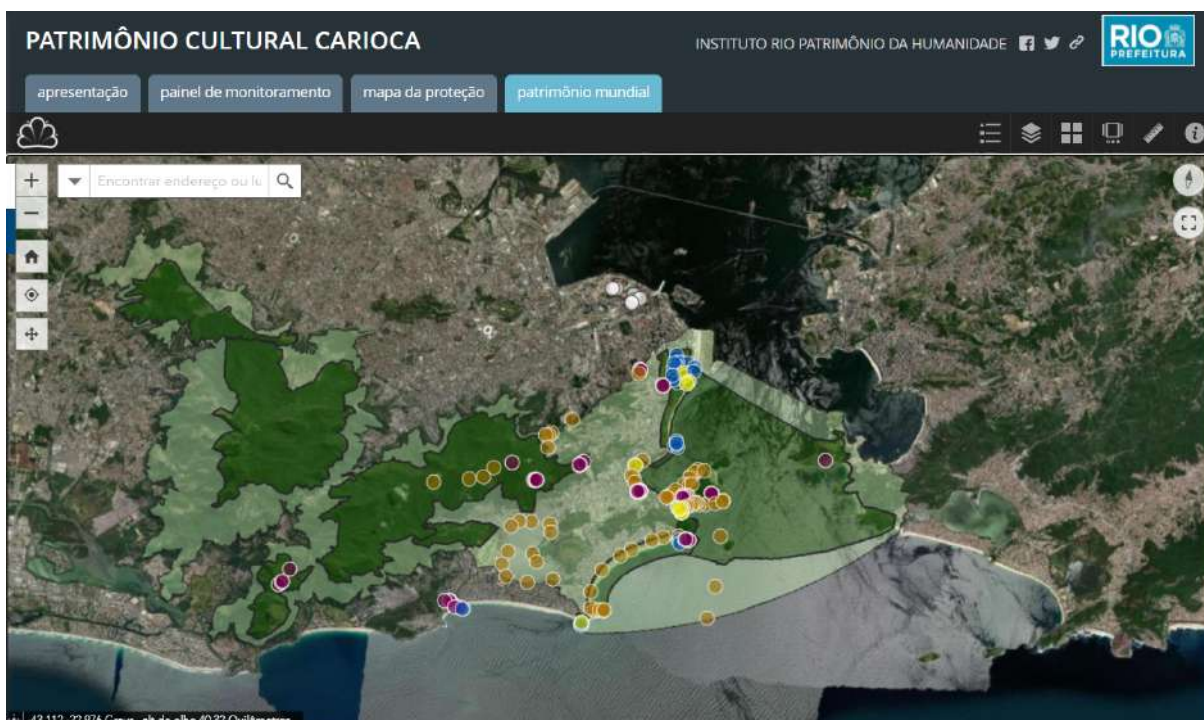 PATRIMÔNIO CULTURAL CARIOCA
INSTITUTO RIO PATRIMÔNIO DA HUMANIDADE
RIO
PREFEITURA
apresentação
painel de monitoramento
mapa da proteção
patrimônio mundial
Encontrar endereço ou lu